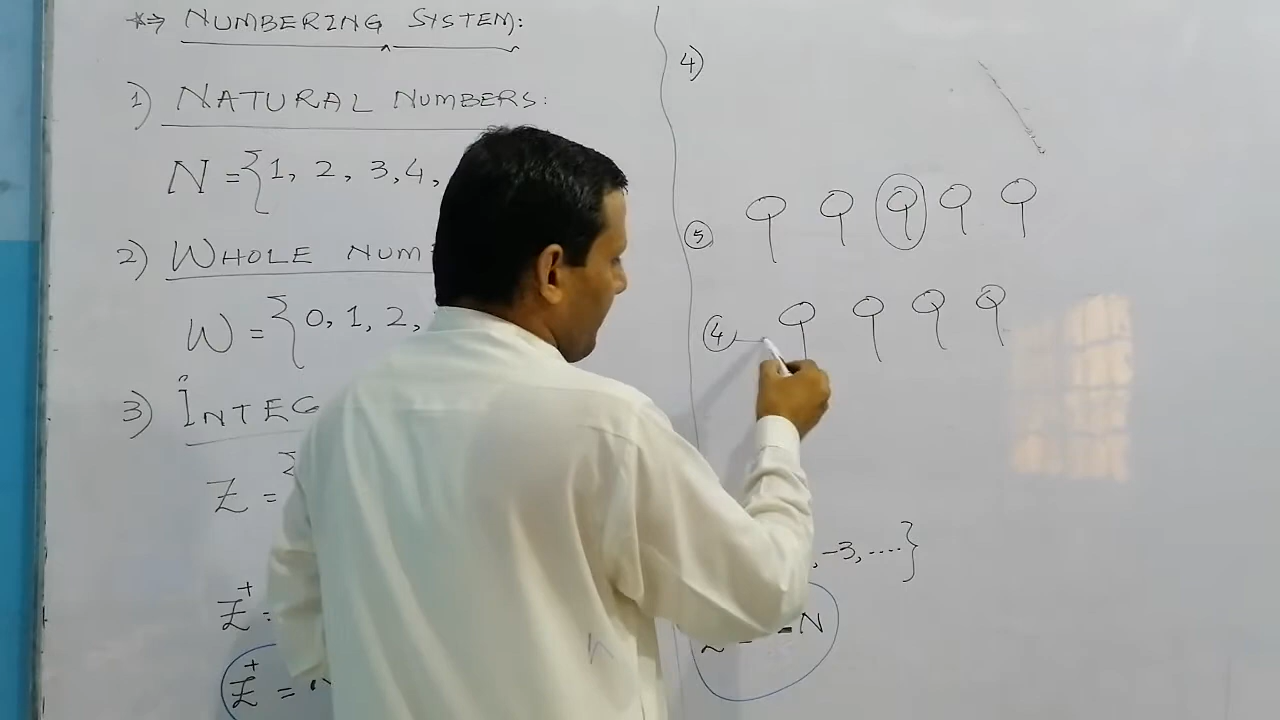 *⇒ NUMBERING SYSTEM:
1) NATURAL NUMBERS:
N = {1, 2, 3, 4,
2) WHOLE NUM
W = {0, 1, 2,
3) INTEG
Z = {
Z⁺ =
Z⁺ =
4)
5
4
, -3, ....}
= -N